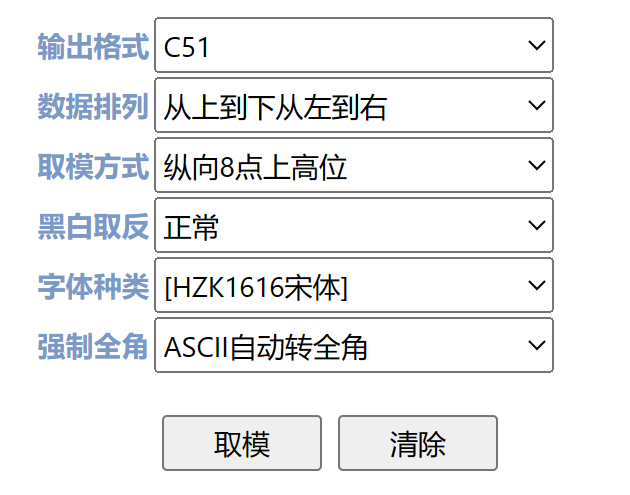 输出格式 C51
数据排列 从上到下从左到右
取模方式 纵向8点上高位
黑白取反 正常
字体种类 [HZK1616宋体]
强制全角 ASCII自动转全角
取模 清除